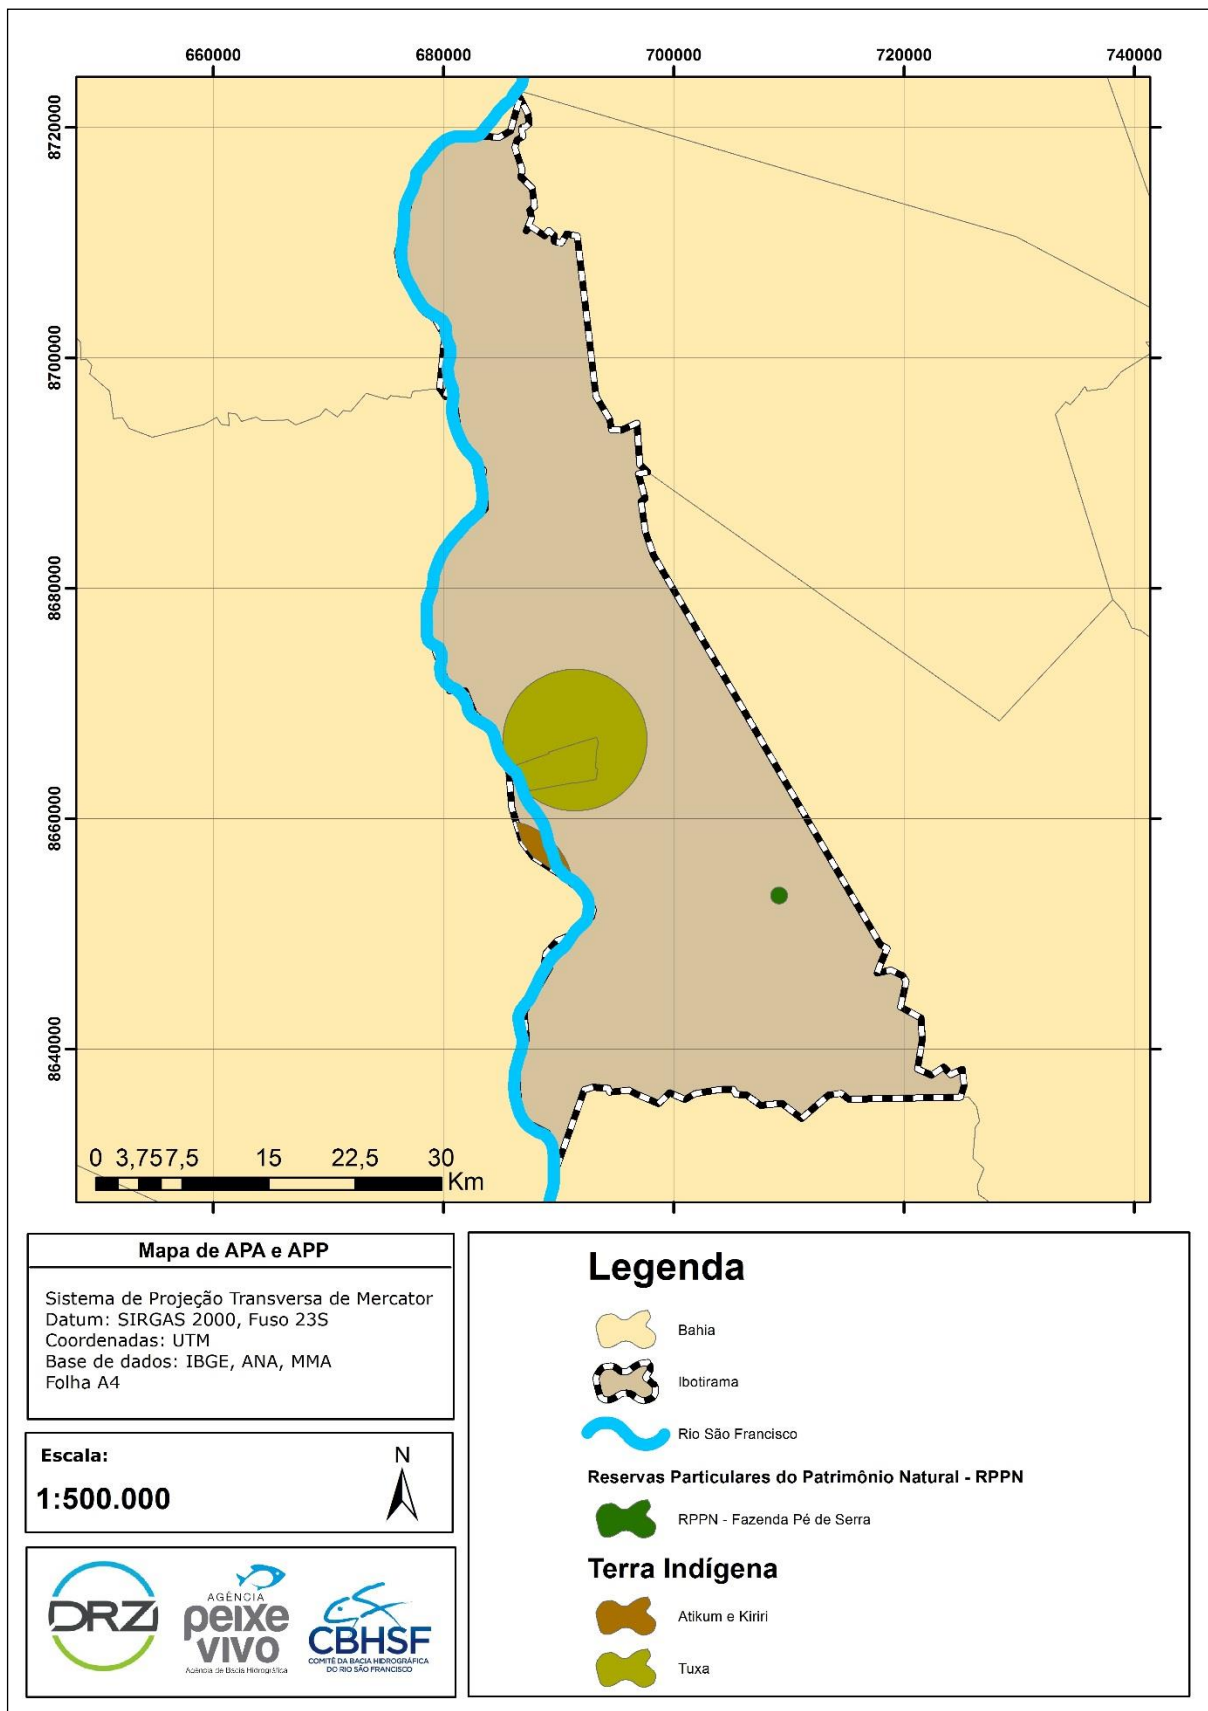 660000 680000 700000 720000 740000
8720000
8700000
8680000
8660000
8640000
0 3,75 7,5 15 22,5 30
Km
Mapa de APA e APP
Sistema de Projeção Transversa de Mercator
Datum: SIRGAS 2000, Fuso 23S
Coordenadas: UTM
Base de dados: IBGE, ANA, MMA
Folha A4
Escala:
1:500.000
N
DRZ
AGÊNCIA
peixe
vivo
Agência de Bacia Hidrográfica
CBHSF
COMITÊ DA BACIA HIDROGRÁFICA
DO RIO SÃO FRANCISCO
Legenda
Bahia
Ibotirama
Rio São Francisco
Reservas Particulares do Patrimônio Natural - RPPN
RPPN - Fazenda Pé de Serra
Terra Indígena
Atikum e Kiriri
Tuxa